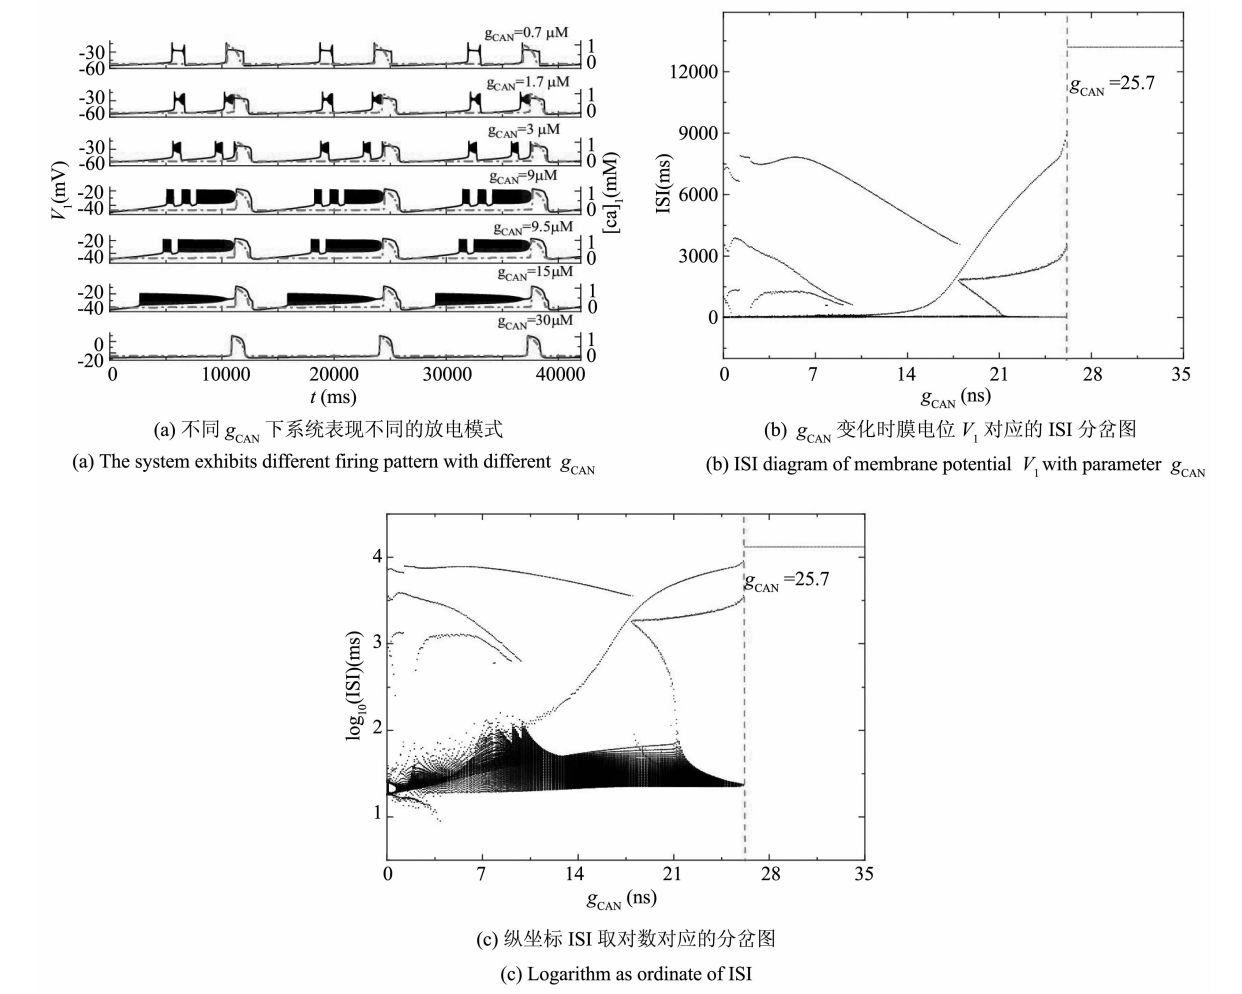 g_CAN=0.7 μM
-30
-60
1
0
g_CAN=1.7 μM
-30
-60
1
0
g_CAN=3 μM
-30
-60
1
0
g_CAN=9μM
-20
-40
1
0
g_CAN=9.5μM
-20
-40
1
0
g_CAN=15μM
-20
-40
1
0
g_CAN=30μM
0
-20
1
0
V_1(mV)
[ca]_1(mM)
0 10000 20000 30000 40000
t (ms)
(a) 不同 g_CAN 下系统表现不同的放电模式
(a) The system exhibits different firing pattern with different g_CAN
12000
9000
6000
3000
0
ISI(ms)
g_CAN =25.7
0 7 14 21 28 35
g_CAN (ns)
(b) g_CAN 变化时膜电位 V_1 对应的 ISI 分岔图
(b) ISI diagram of membrane potential V_1 with parameter g_CAN
4
3
2
1
log_10(ISI)(ms)
g_CAN =25.7
0 7 14 21 28 35
g_CAN (ns)
(c) 纵坐标 ISI 取对数对应的分岔图
(c) Logarithm as ordinate of ISI